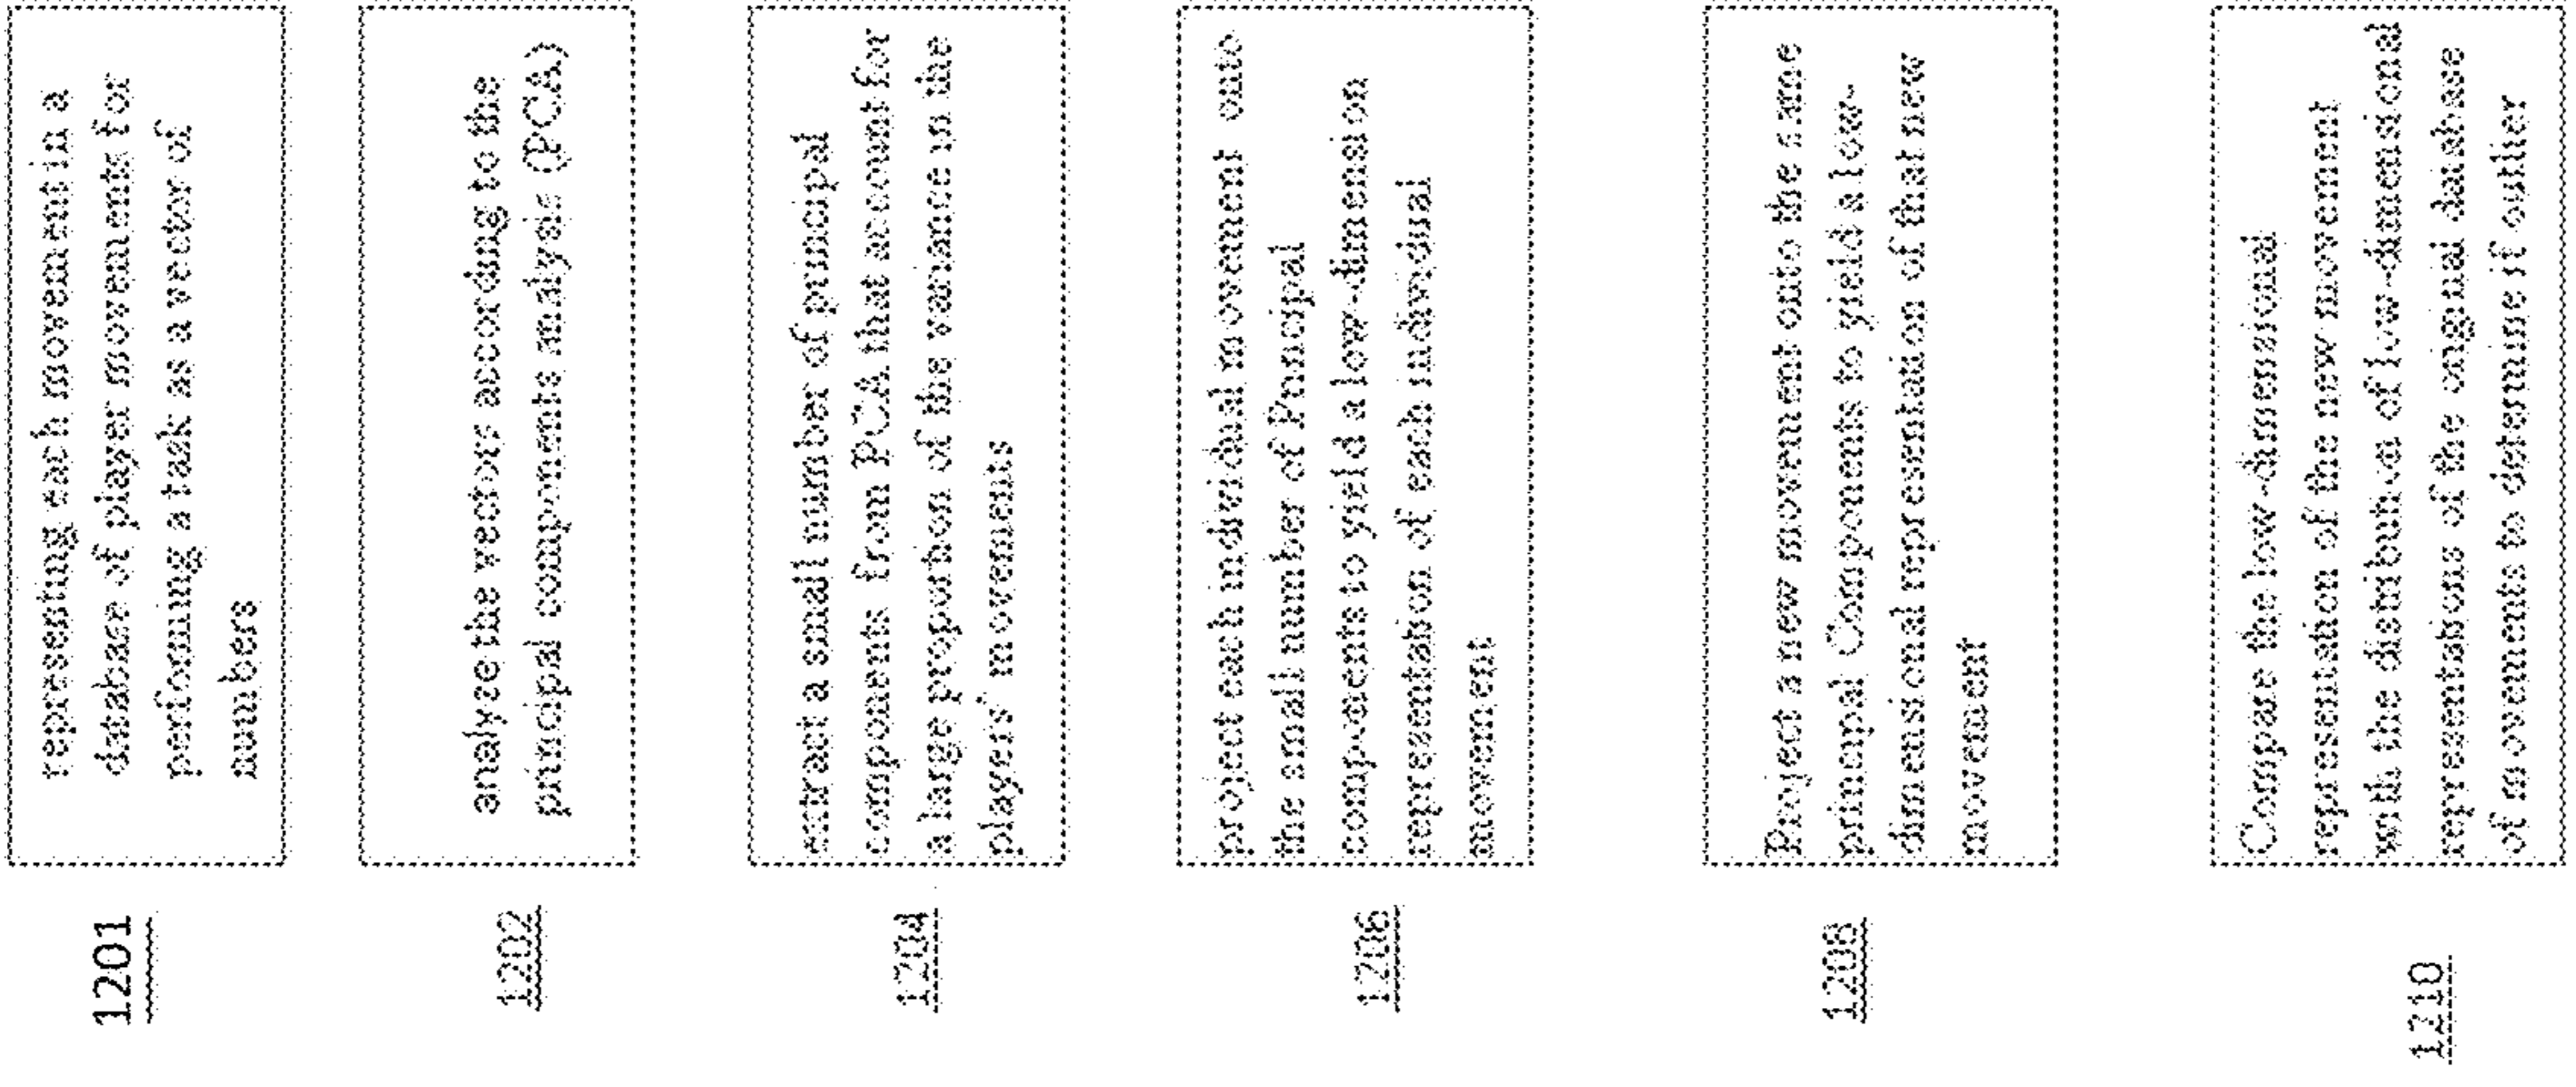 1201
representing each movement in a
database of player movements for
performing a task as a vector of
numbers
1202
analyze the vectors according to the
principal components analysis (PCA)
1204
extract a small number of principal
components from PCA that account for
a large proportion of the variance in the
players' movements
1206
project each individual movement onto
the small number of Principal
components to yield a low-dimension
representation of each individual
movement
1208
Project a new movement onto the same
principal Components to yield a low-
dimensional representation of that new
movement
1210
Compare the low-dimensional
representation of the new movement
with the distribution of low-dimensional
representations of the original database
of movements to determine if outlier